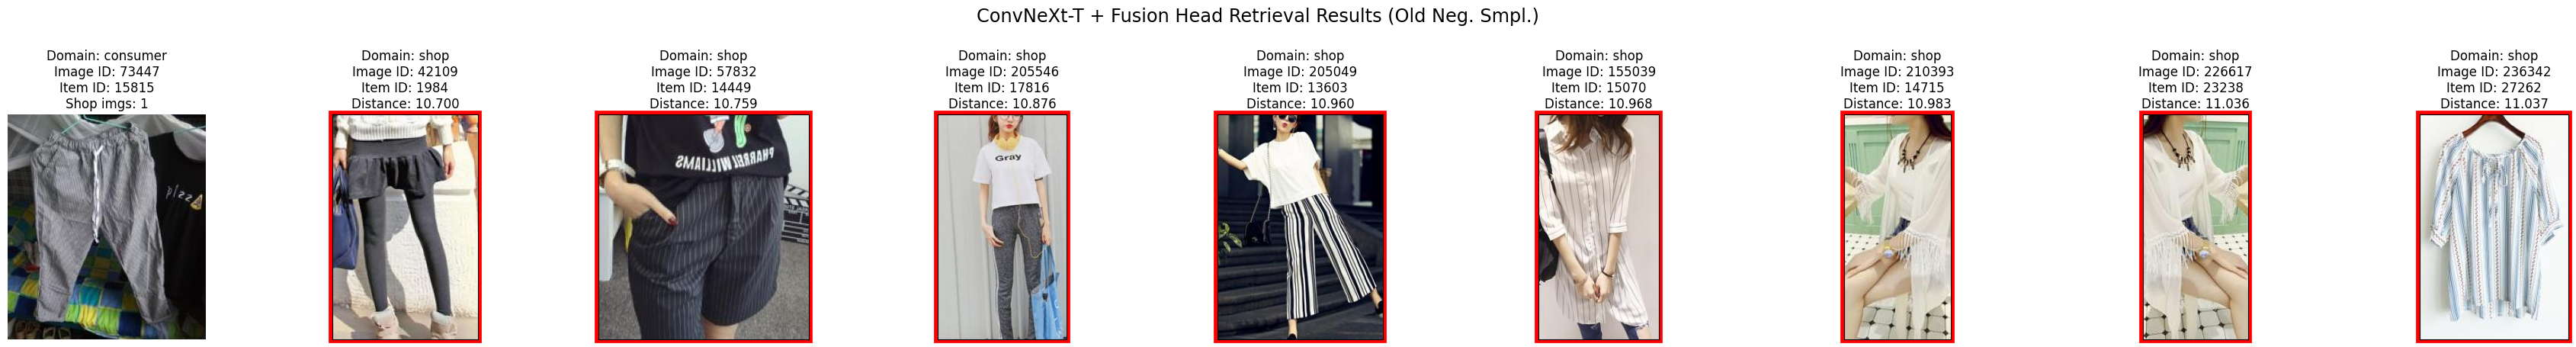 ConvNeXt-T + Fusion Head Retrieval Results (Old Neg. Smpl.)
Domain: consumer
Image ID: 73447
Item ID: 15815
Shop imgs: 1
Domain: shop
Image ID: 42109
Item ID: 1984
Distance: 10.700
Domain: shop
Image ID: 57832
Item ID: 14449
Distance: 10.759
Domain: shop
Image ID: 205546
Item ID: 17816
Distance: 10.876
Domain: shop
Image ID: 205049
Item ID: 13603
Distance: 10.960
Domain: shop
Image ID: 155039
Item ID: 15070
Distance: 10.968
Domain: shop
Image ID: 210393
Item ID: 14715
Distance: 10.983
Domain: shop
Image ID: 226617
Item ID: 23238
Distance: 11.036
Domain: shop
Image ID: 236342
Item ID: 27262
Distance: 11.037
pizza
PHARREL WILLIAMS
Gray